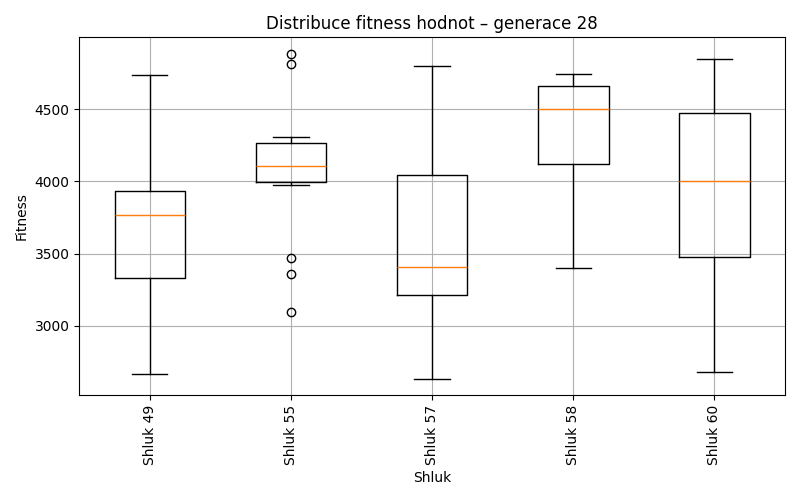 Distribuce fitness hodnot – generace 28
Fitness
4500
4000
3500
3000
Shluk 49
Shluk 55
Shluk 57
Shluk 58
Shluk 60
Shluk